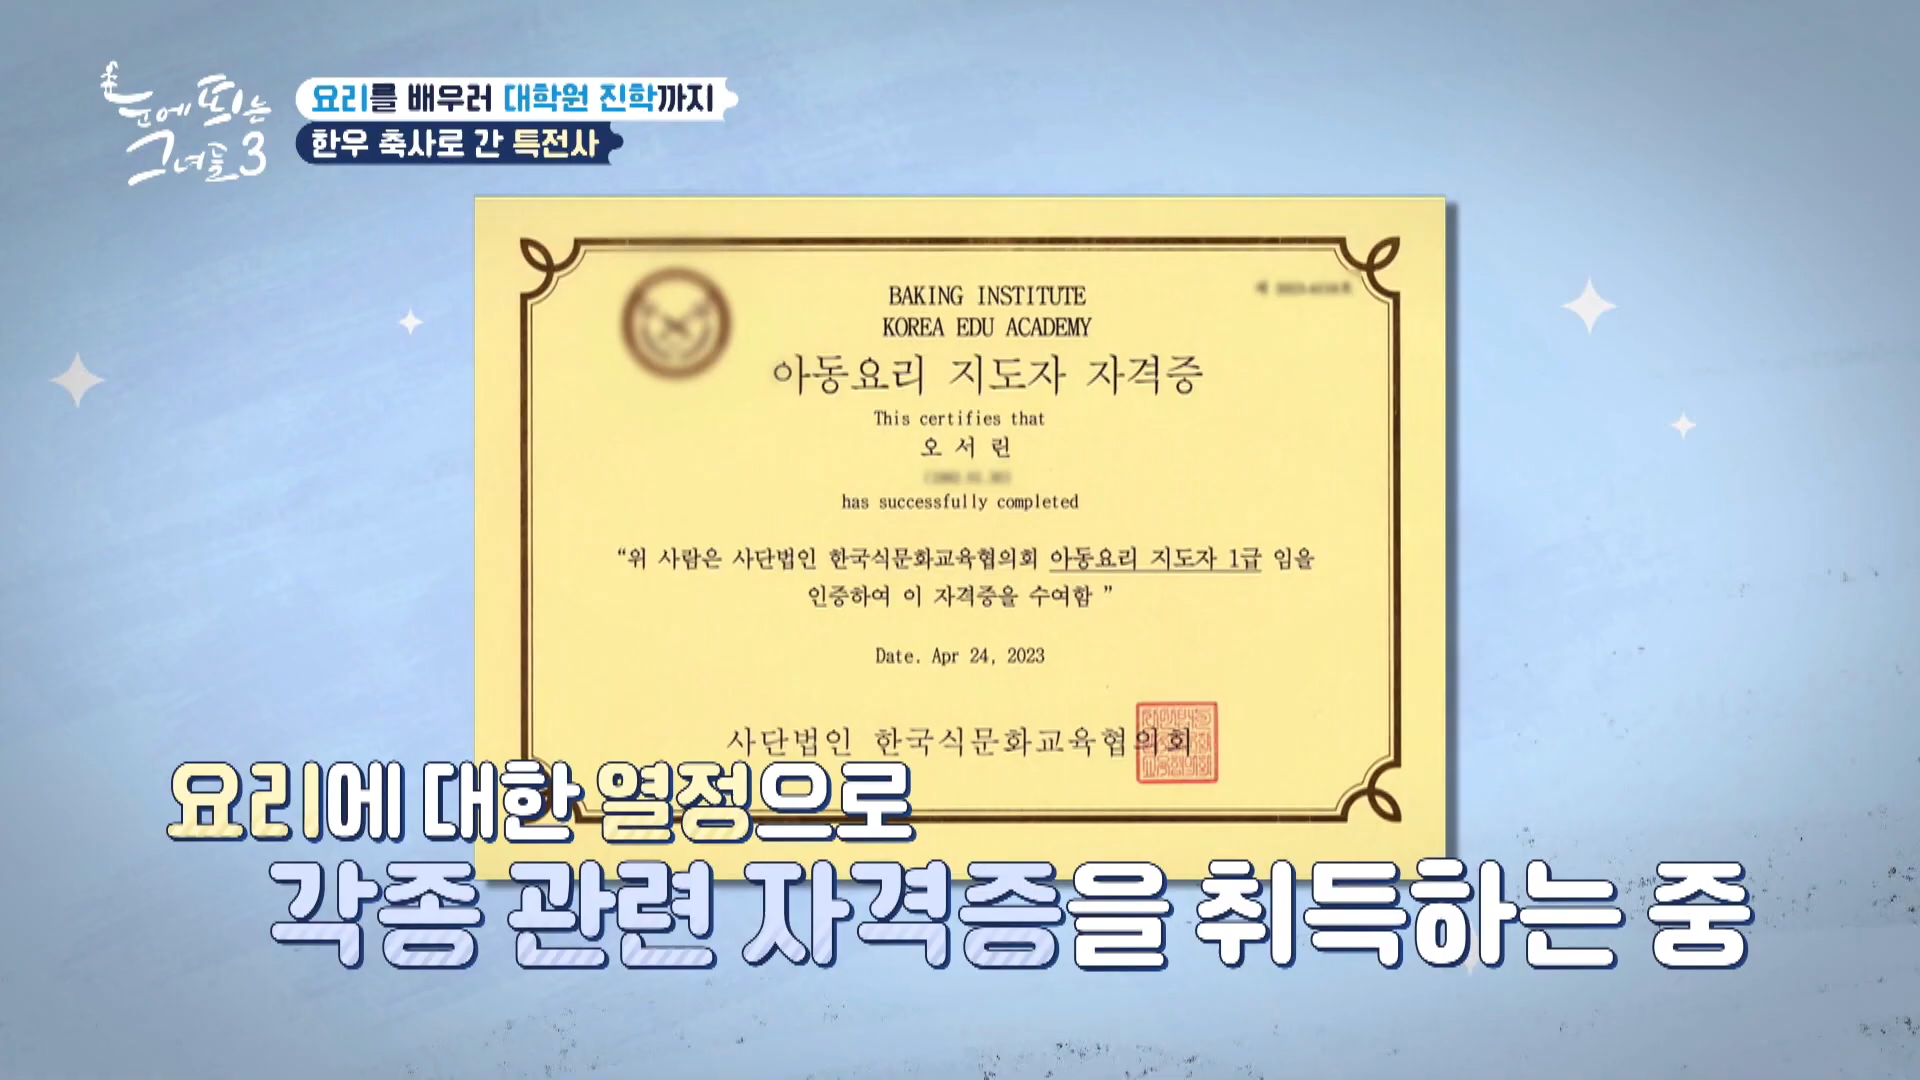 눈에 띄는
그녀들3
요리를 배우러 대학원 진학까지
한우 축사로 간 특전사
BAKING INSTITUTE
KOREA EDU ACADEMY
아동요리 지도자 자격증
This certifies that
오 서 린
has successfully completed
“위 사람은 사단법인 한국식문화교육협의회 아동요리 지도자 1급 임을
인증하여 이 자격증을 수여함 ”
Date. Apr 24, 2023
사단법인 한국식문화교육협의회
요리에 대한 열정으로
각종 관련 자격증을 취득하는 중